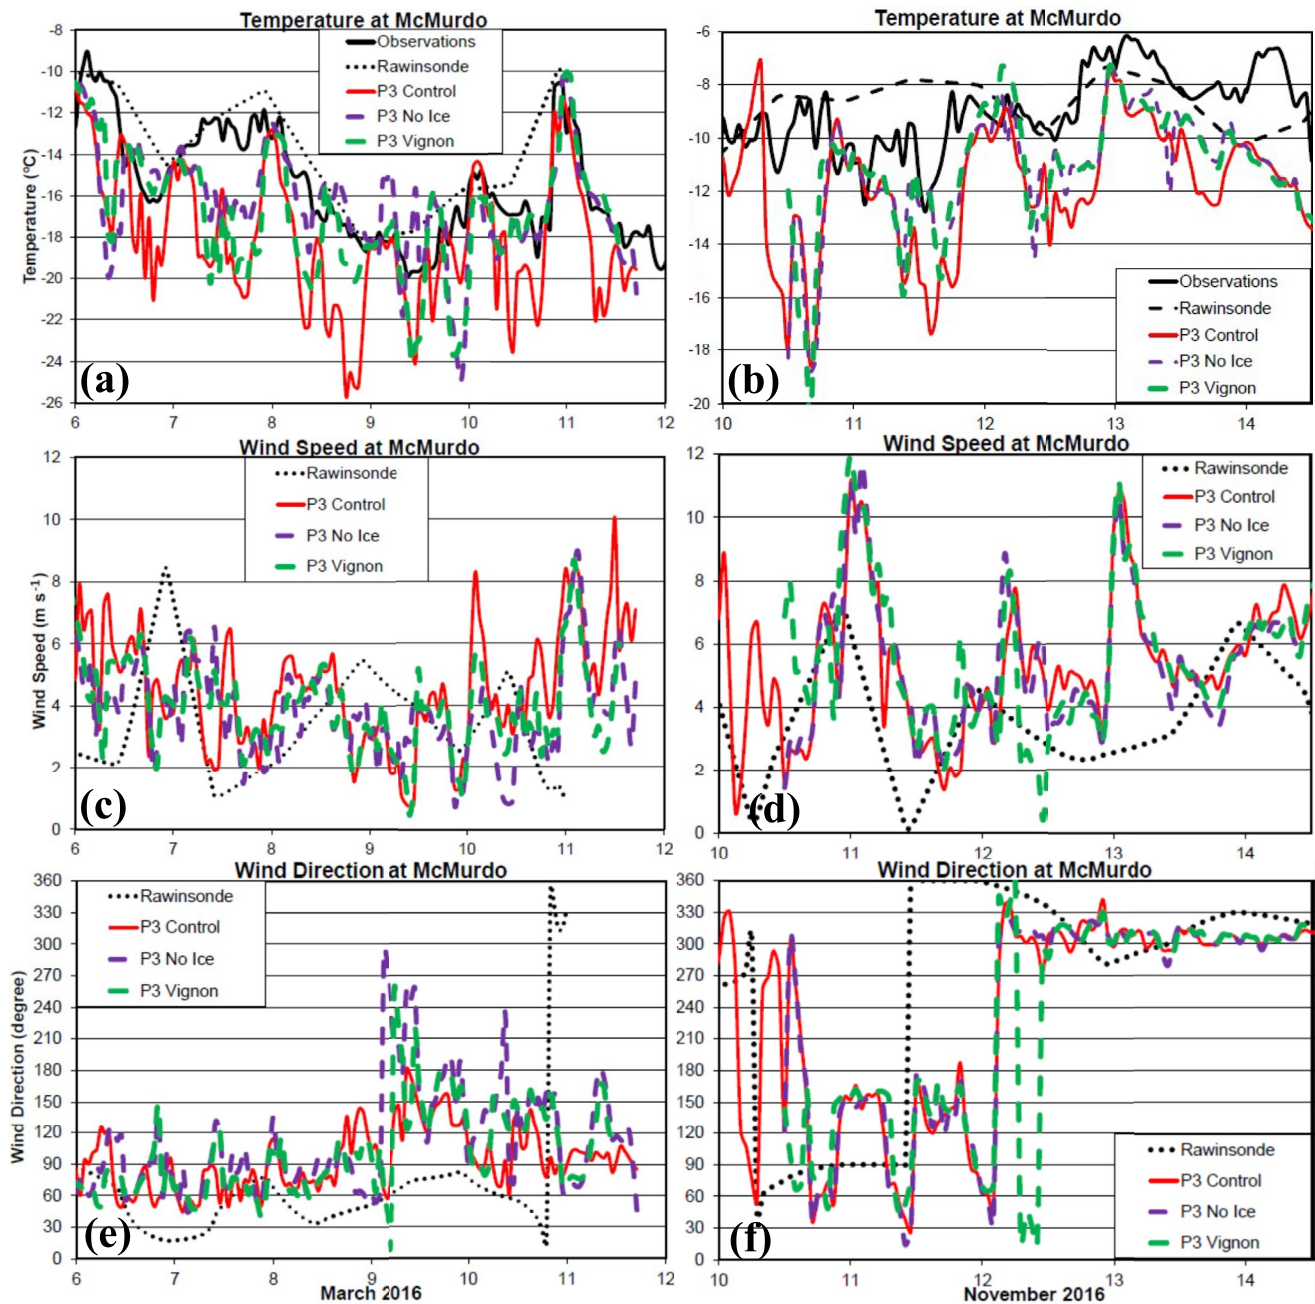 Temperature at McMurdo
-8
-10
-12
-14
-16
-18
-20
-22
-24
-26
Temperature (°C)
Observations
Rawinsonde
P3 Control
P3 No Ice
P3 Vignon
(a)
6 7 8 9 10 11 12
Temperature at McMurdo
-6
-8
-10
-12
-14
-16
-18
-20
Observations
Rawinsonde
P3 Control
P3 No Ice
P3 Vignon
(b)
10 11 12 13 14
Wind Speed at McMurdo
12
10
8
6
4
2
0
Wind Speed (m s-1)
Rawinsonde
P3 Control
P3 No Ice
P3 Vignon
(c)
6 7 8 9 10 11 12
Wind Speed at McMurdo
12
10
8
6
4
2
0
Rawinsonde
P3 Control
P3 No Ice
P3 Vignon
(d)
10 11 12 13 14
Wind Direction at McMurdo
360
330
300
270
240
210
180
150
120
90
60
30
0
Wind Direction (degree)
Rawinsonde
P3 Control
P3 No Ice
P3 Vignon
(e)
6 7 8 9 10 11 12
March 2016
Wind Direction at McMurdo
360
330
300
270
240
210
180
150
120
90
60
30
0
Rawinsonde
P3 Control
P3 No Ice
P3 Vignon
(f)
10 11 12 13 14
November 2016